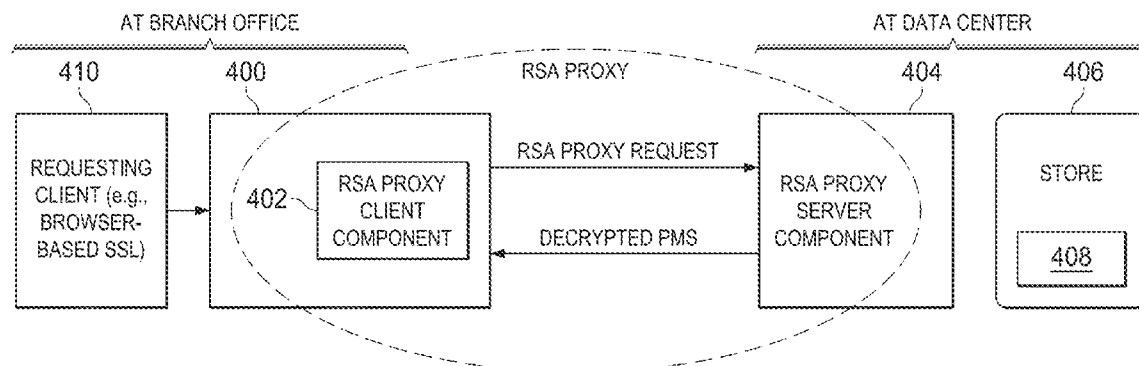 AT BRANCH OFFICE
AT DATA CENTER
410
400
RSA PROXY
404
406
REQUESTING
CLIENT (e.g.,
BROWSER-
BASED SSL)
402
RSA PROXY
CLIENT
COMPONENT
RSA PROXY REQUEST
DECRYPTED PMS
RSA PROXY
SERVER
COMPONENT
STORE
408